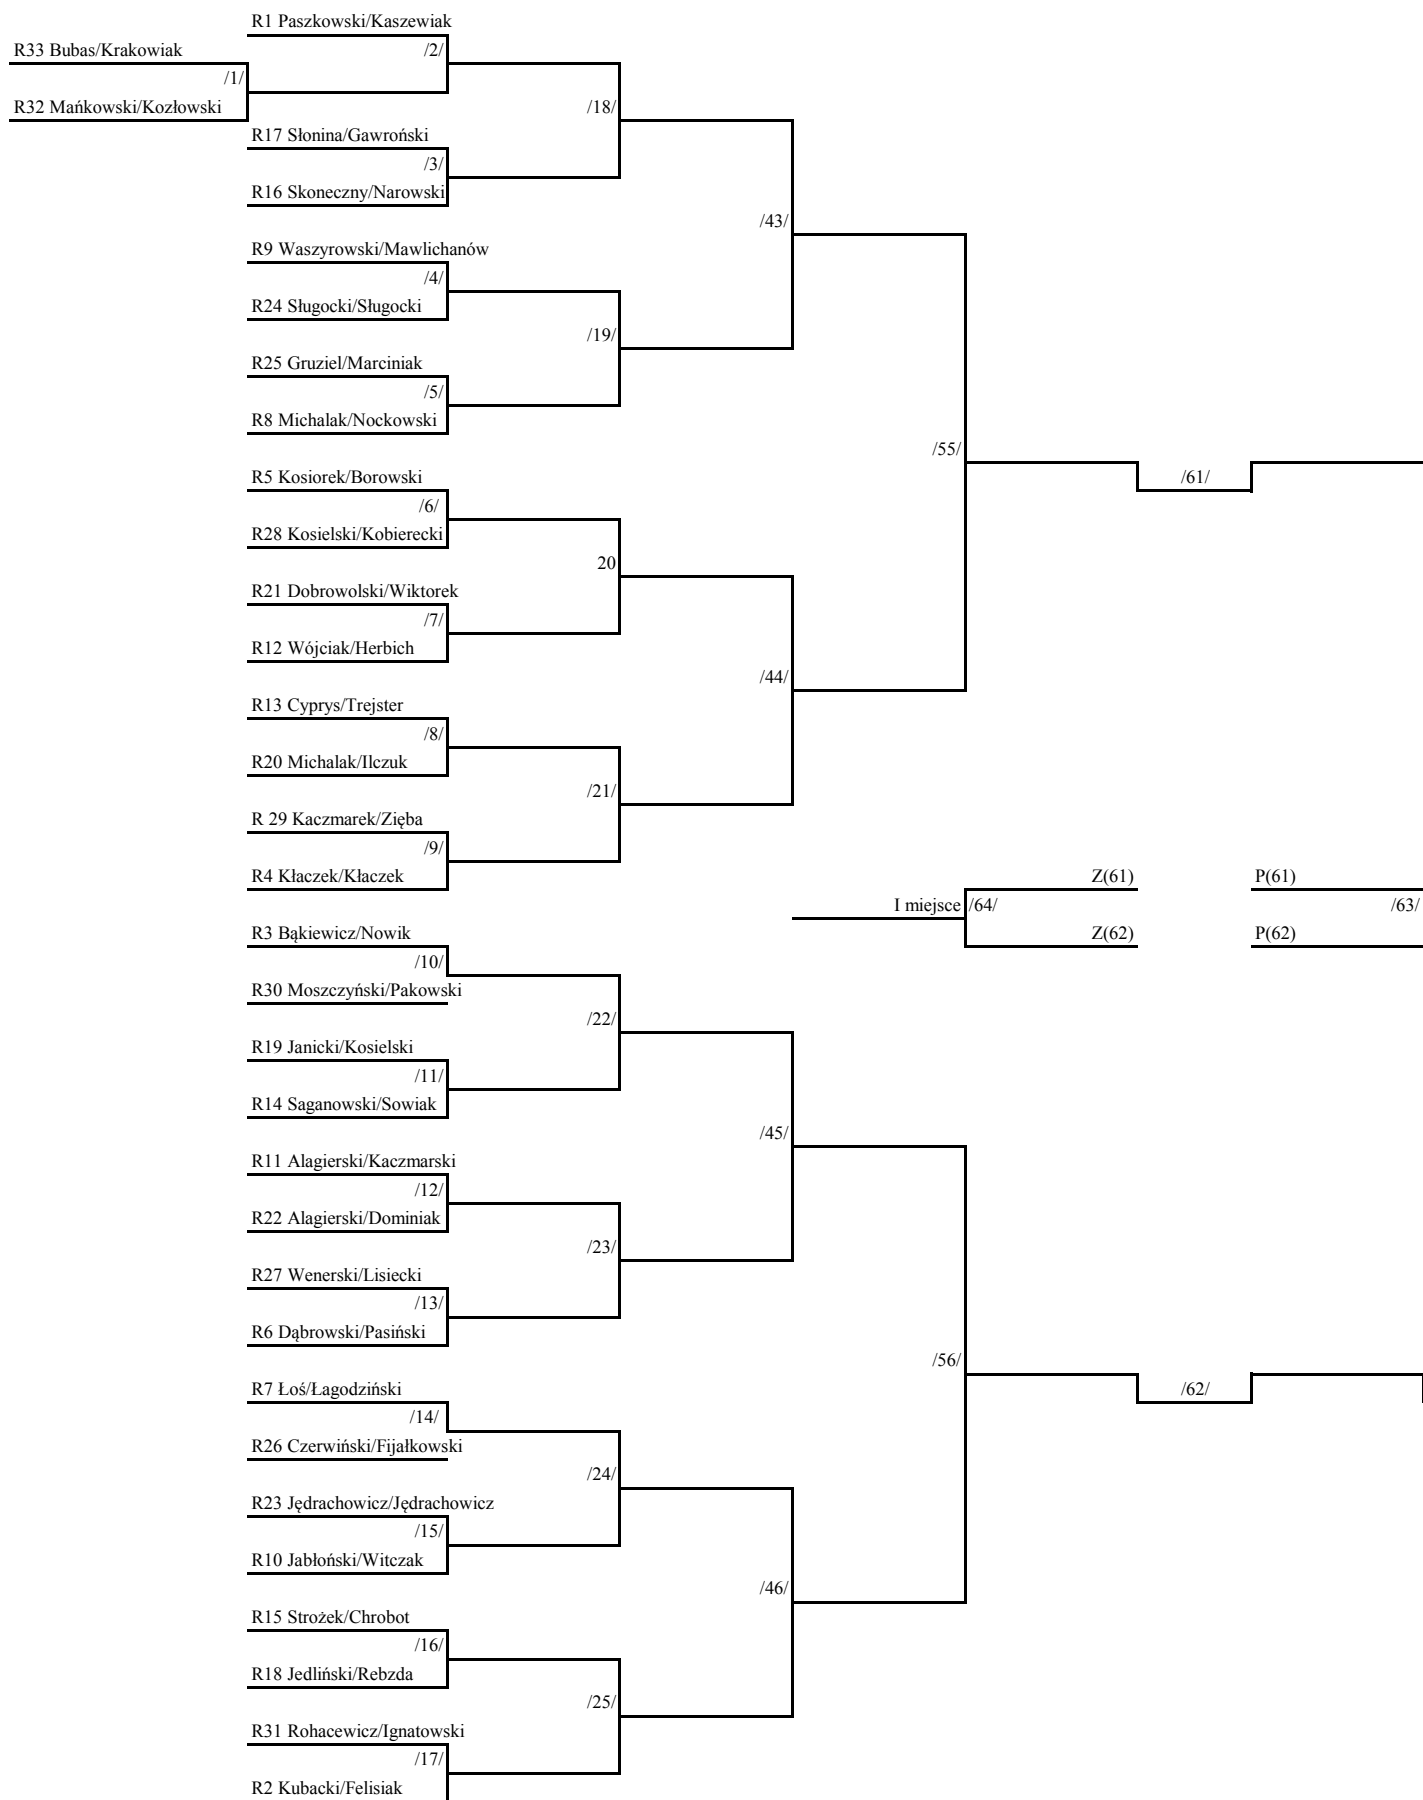 R1 Paszkowski/Kaszewiak
R33 Bubas/Krakowiak
/2/
/1/
R32 Mańkowski/Kozłowski
/18/
R17 Słonina/Gawroński
/3/
R16 Skoneczny/Narowski
/43/
R9 Waszyrowski/Mawlichanów
/4/
R24 Sługocki/Sługocki
/19/
R25 Gruziel/Marciniak
/5/
R8 Michalak/Nockowski
/55/
R5 Kosiorek/Borowski
/61/
/6/
R28 Kosielski/Kobierecki
20
R21 Dobrowolski/Wiktorek
/7/
R12 Wójciak/Herbich
/44/
R13 Cyprys/Trejster
/8/
R20 Michalak/Ilczuk
/21/
R 29 Kaczmarek/Zięba
/9/
R4 Kłaczek/Kłaczek
Z(61)
P(61)
I miejsce /64/
/63/
R3 Bąkiewicz/Nowik
Z(62)
P(62)
/10/
R30 Moszczyński/Pakowski
/22/
R19 Janicki/Kosielski
/11/
R14 Saganowski/Sowiak
/45/
R11 Alagierski/Kaczmarski
/12/
R22 Alagierski/Dominiak
/23/
R27 Wenerski/Lisiecki
/13/
R6 Dąbrowski/Pasiński
/56/
R7 Łoś/Łagodziński
/62/
/14/
R26 Czerwiński/Fijałkowski
/24/
R23 Jędrachowicz/Jędrachowicz
/15/
R10 Jabłoński/Witczak
/46/
R15 Strożek/Chrobot
/16/
R18 Jedliński/Rebzda
/25/
R31 Rohacewicz/Ignatowski
/17/
R2 Kubacki/Felisiak